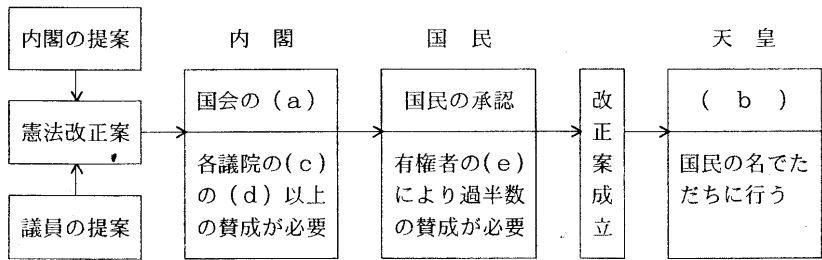 内閣の提案
憲法改正案
議員の提案
内閣
国会の(a)
各議院の(c)
の(d)以上
の賛成が必要
国民
国民の承認
有権者の(e)
により過半数
の賛成が必要
改正案成立
天皇
(b)
国民の名でた
だちに行う